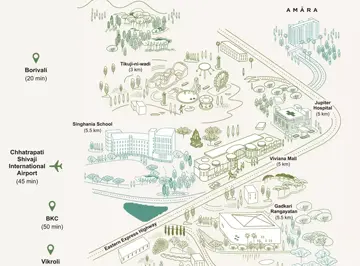 AMĀRA
Tikuji-ni-wadi
(3 km)
Borivali
(20 min)
Jupiter
Hospital
(5 km)
Singhania School
(5.5 km)
Chhatrapati
Shivaji
International
Airport
(45 min)
Viviana Mall
(5 km)
BKC
(50 min)
Gadkari
Rangayatan
(5.5 km)
Eastern Express Highway
Vikroli